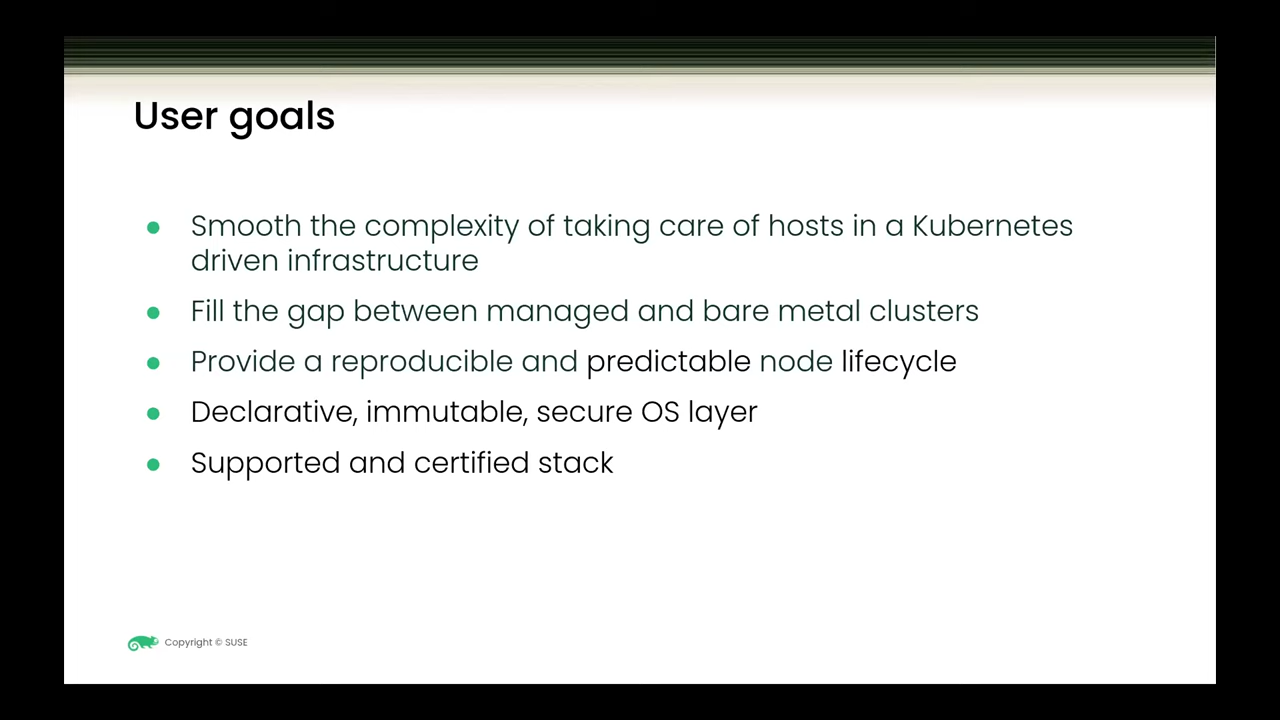 User goals
Smooth the complexity of taking care of hosts in a Kubernetes
driven infrastructure
Fill the gap between managed and bare metal clusters
Provide a reproducible and predictable node lifecycle
Declarative, immutable, secure OS layer
Supported and certified stack
Copyright © SUSE